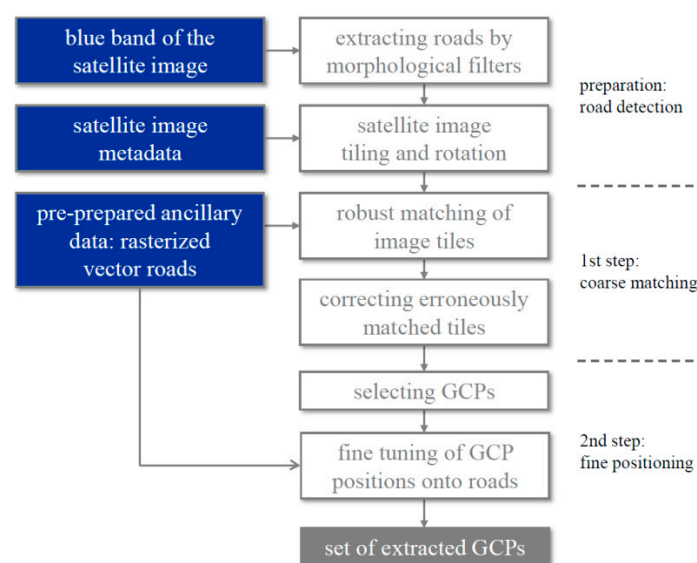 blue band of the
satellite image
extracting roads by
morphological filters
preparation:
road detection
satellite image
metadata
satellite image
tiling and rotation
pre-prepared ancillary
data: rasterized
vector roads
robust matching of
image tiles
1st step:
coarse matching
correcting erroneously
matched tiles
selecting GCPs
fine tuning of GCP
positions onto roads
2nd step:
fine positioning
set of extracted GCPs